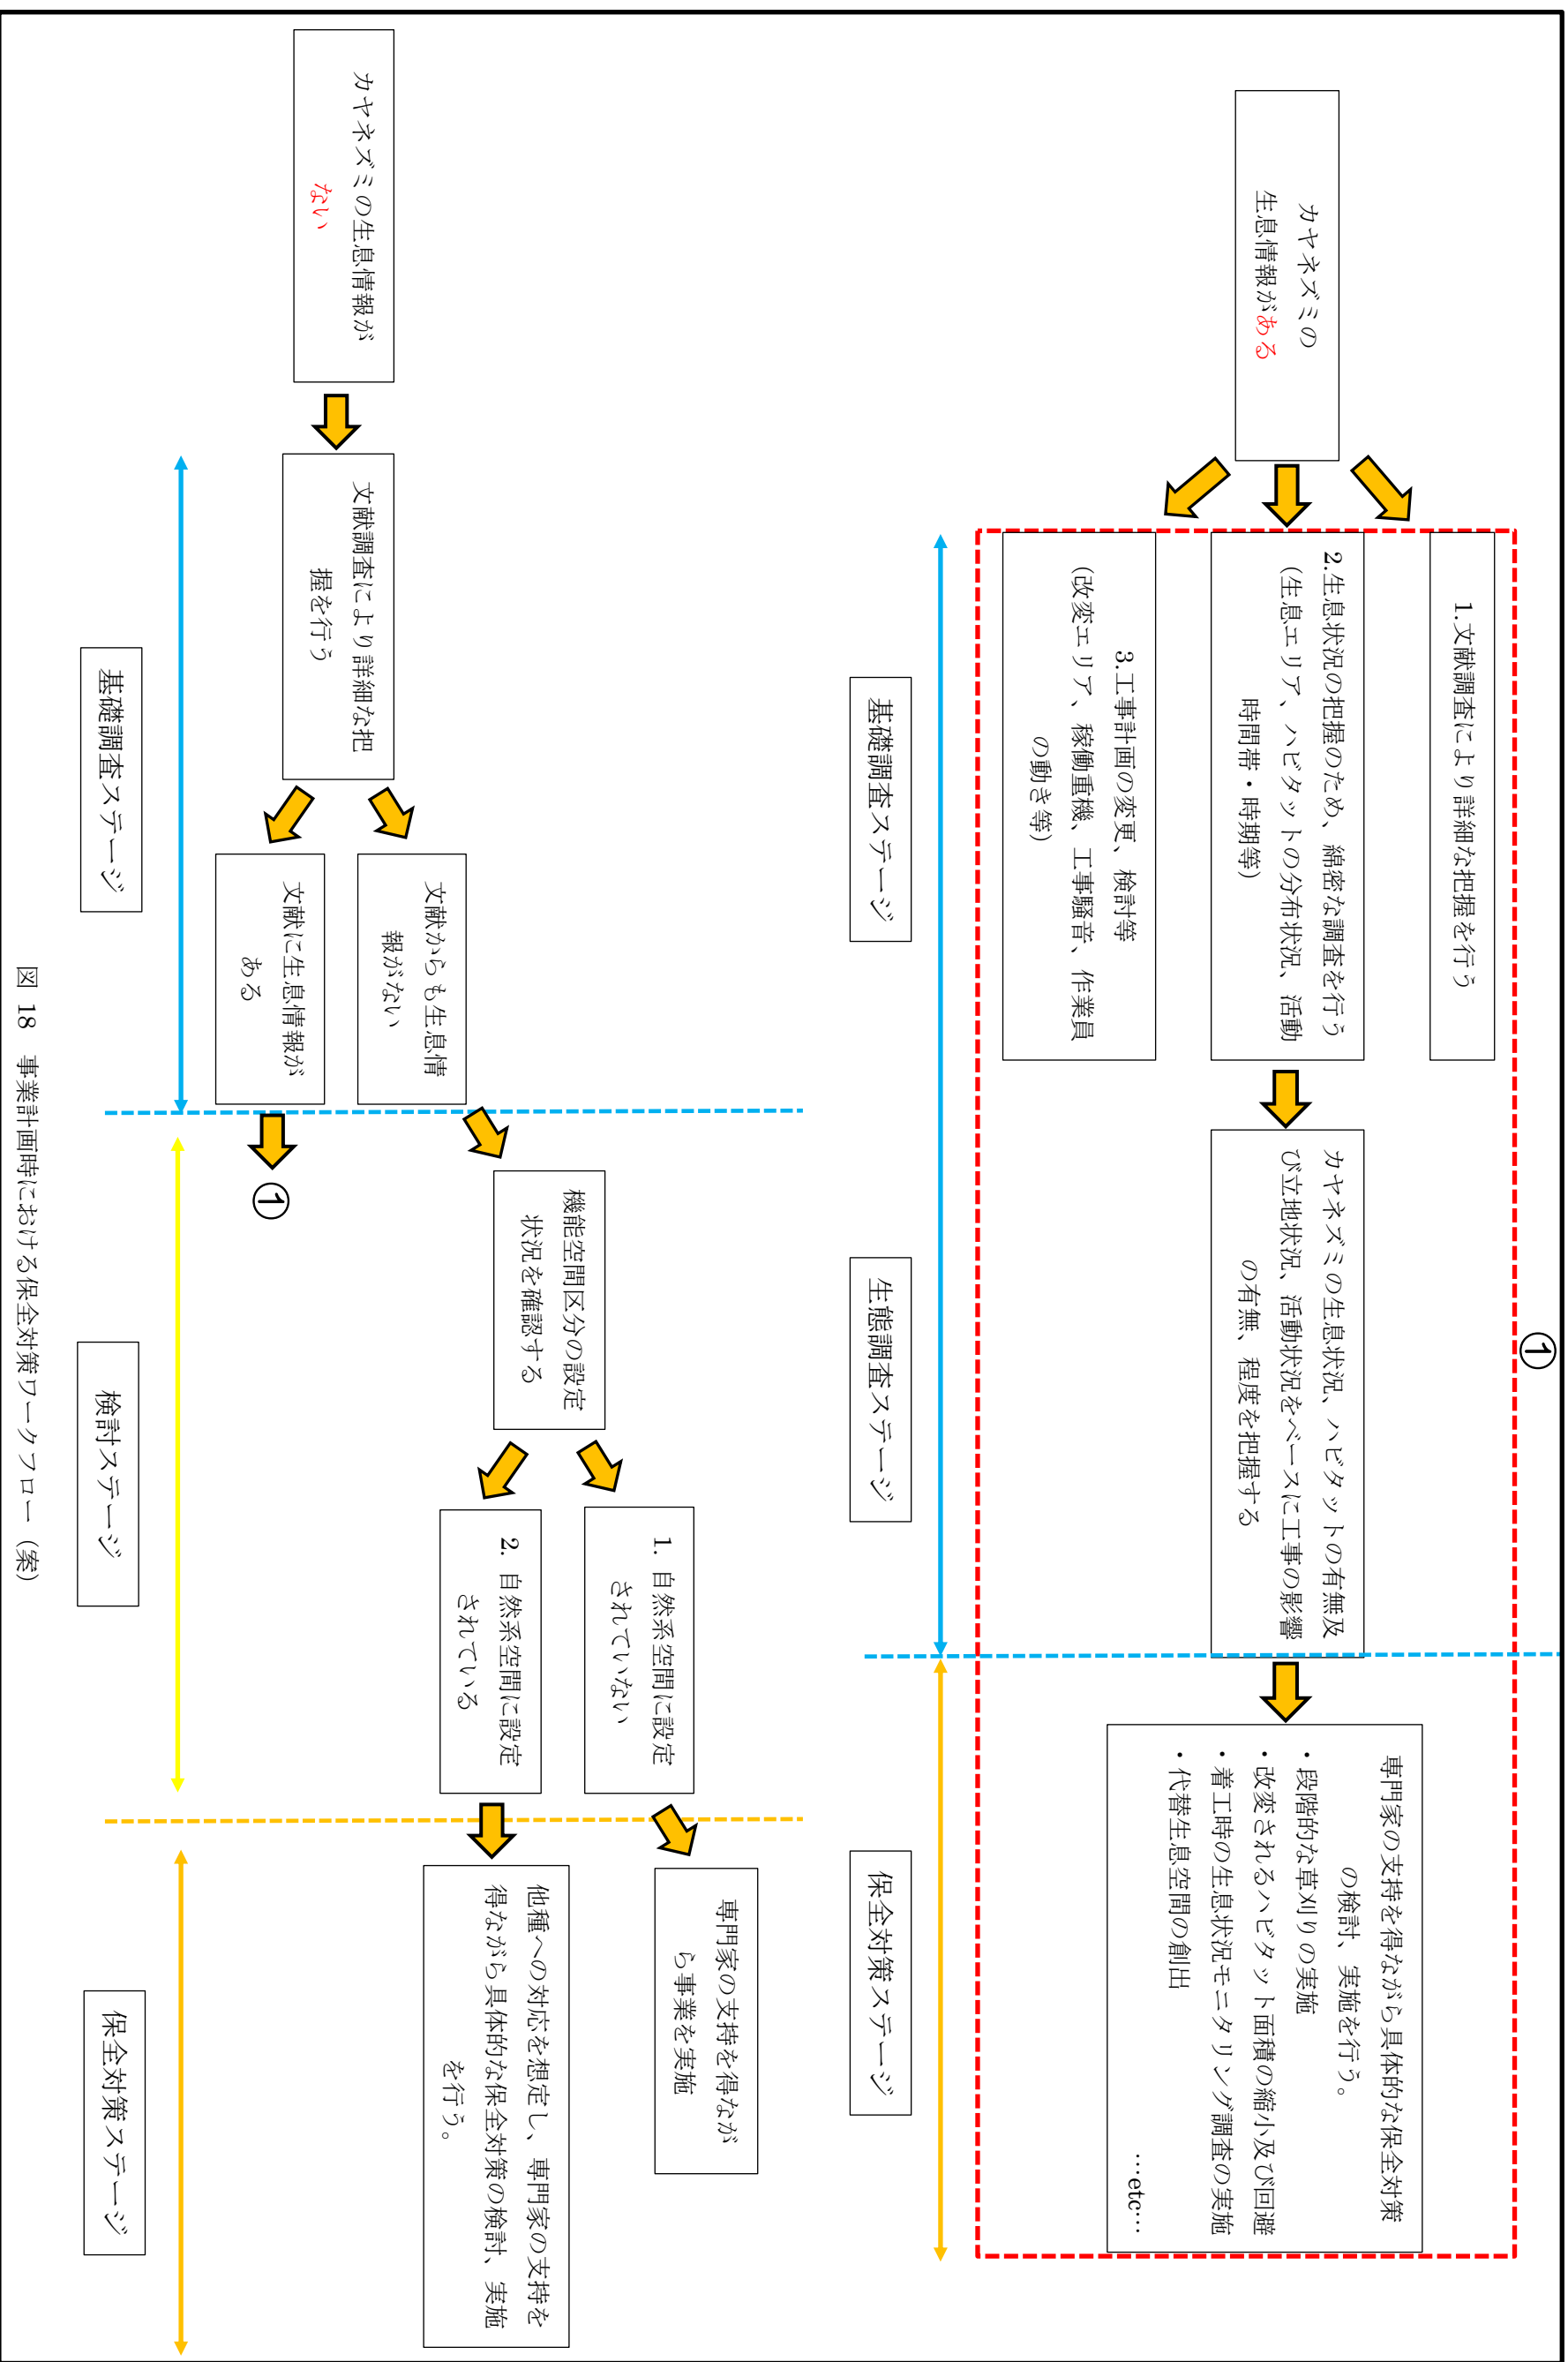 ①
カヤネズミの
生息情報がある
1.文献調査により詳細な把握を行う
2.生息状況の把握のため、綿密な調査を行う
(生息エリア、ハビタットの分布状況、活動
時間帯・時期等)
3.工事計画の変更、検討等
(改変エリア、稼働重機、工事騒音、作業員
の動き等)
カヤネズミの生息状況、ハビタットの有無及
び立地状況、活動状況をベースに工事の影響
の有無、程度を把握する
専門家の支持を得ながら具体的な保全対策
の検討、実施を行う。
・段階的な草刈りの実施
・改変されるハビタット面積の縮小及び回避
・着工時の生息状況モニタリング調査の実施
・代替生息空間の創出
…etc…
基礎調査ステージ
生態調査ステージ
保全対策ステージ
カヤネズミの生息情報が
ない
文献調査により詳細な把
握を行う
文献からも生息情
報がない
文献に生息情報が
ある
①
機能空間区分の設定
状況を確認する
1. 自然系空間に設定
されていない
2. 自然系空間に設定
されている
専門家の支持を得なが
ら事業を実施
他種への対応を想定し、専門家の支持を
得ながら具体的な保全対策の検討、実施
を行う。
基礎調査ステージ
検討ステージ
保全対策ステージ
図 18 事業計画時における保全対策ワークフロー（案）